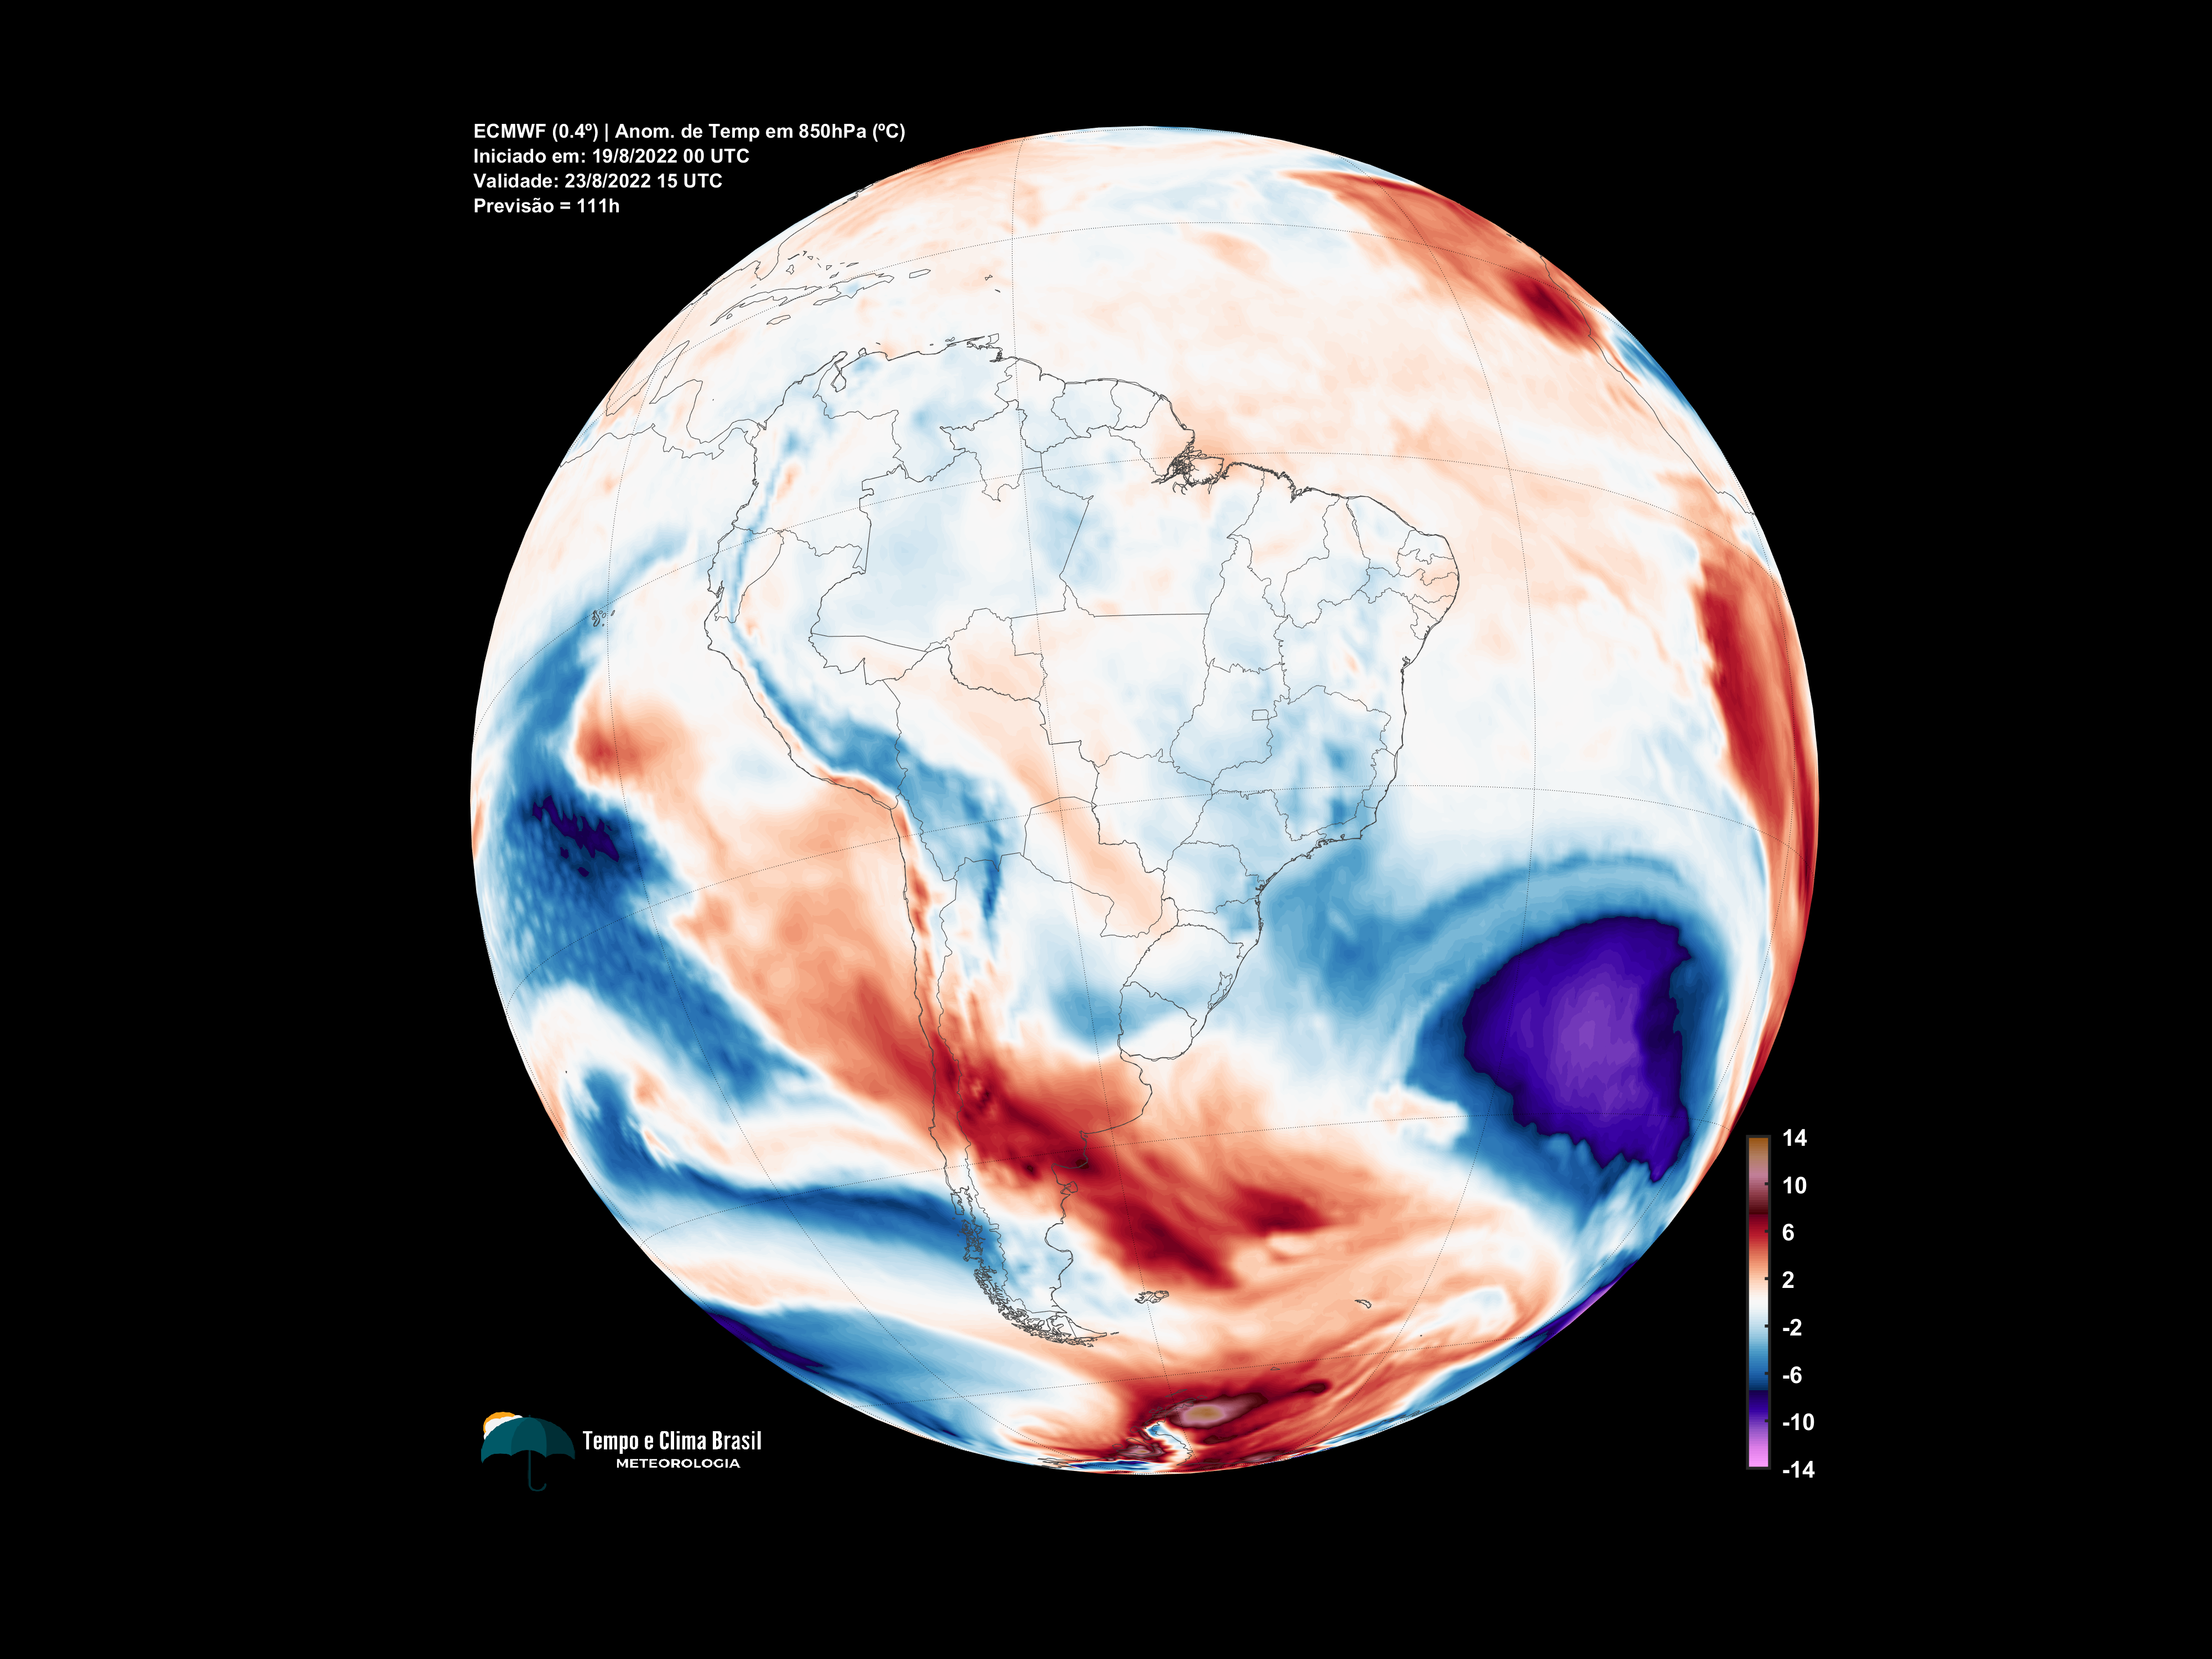 ECMWF (0.4º) | Anom. de Temp em 850hPa (ºC)
Iniciado em: 19/8/2022 00 UTC
Validade: 23/8/2022 15 UTC
Previsão = 111h
14
10
6
2
-2
-6
-10
-14
Tempo e Clima Brasil
METEOROLOGIA